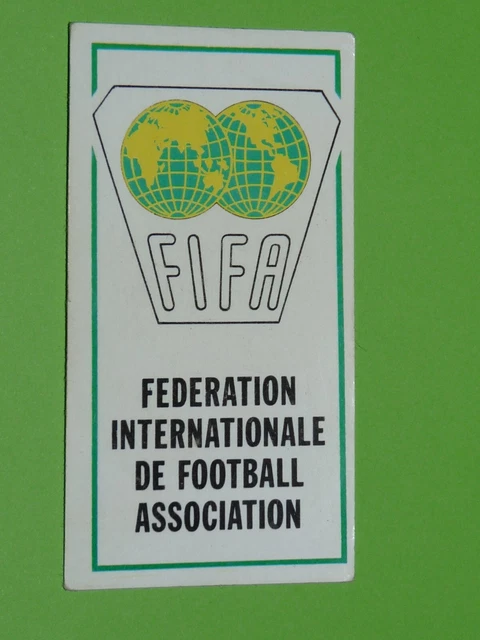 FIFA
FEDERATION
INTERNATIONALE
DE FOOTBALL
ASSOCIATION